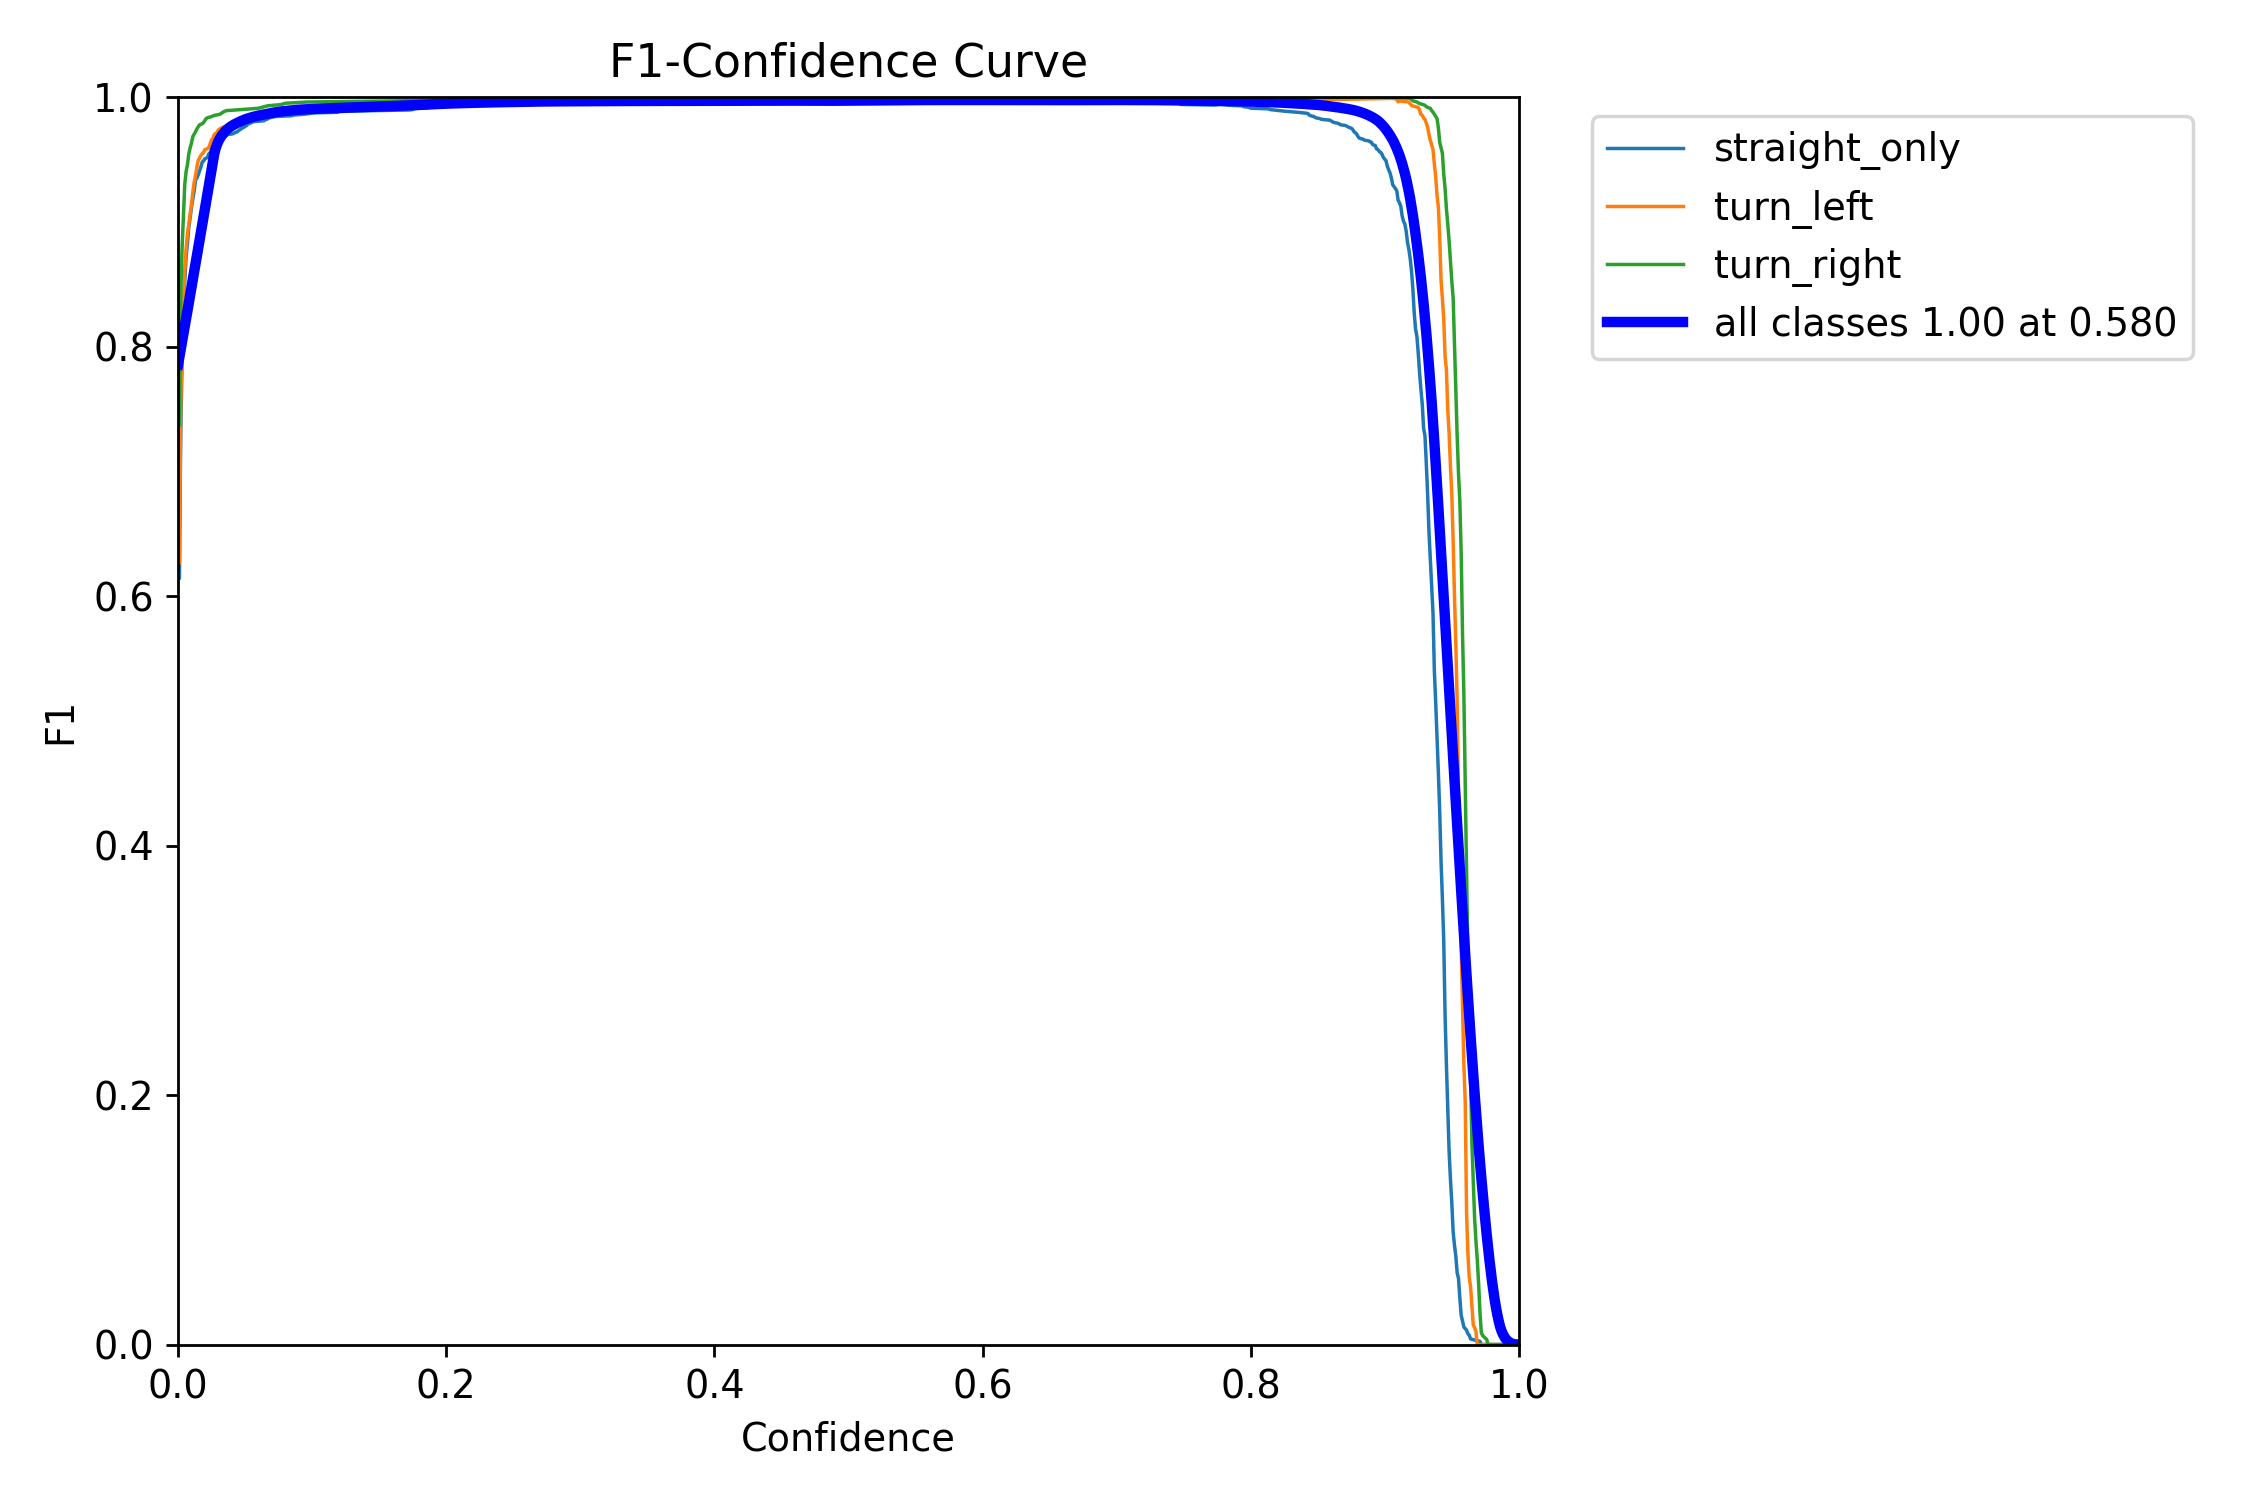 F1-Confidence Curve
1.0
0.8
0.6
0.4
0.2
0.0
F1
0.0 0.2 0.4 0.6 0.8 1.0
Confidence
straight_only
turn_left
turn_right
all classes 1.00 at 0.580